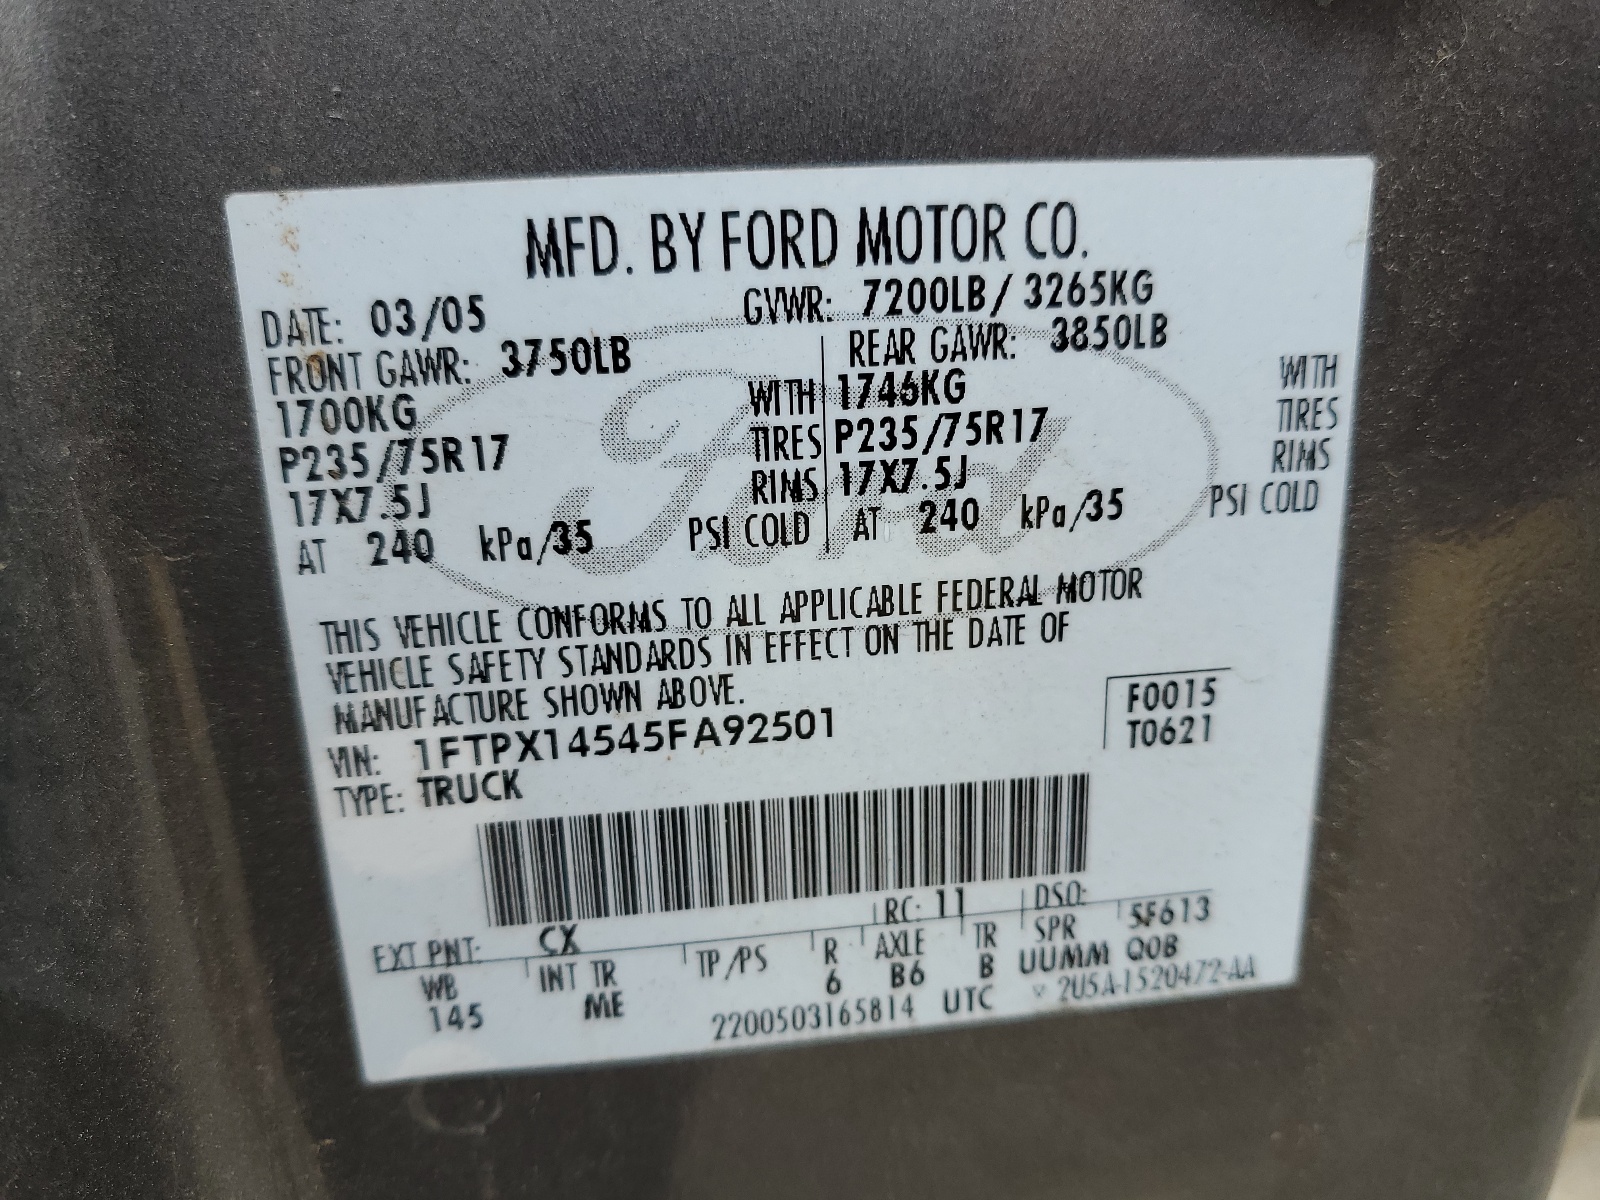 MFD. BY FORD MOTOR CO.
DATE: 03/05 GVWR: 7200LB / 3265KG
FRONT GAWR: 3750LB REAR GAWR: 3850LB
1700KG WITH 1746KG WITH
P235/75R17 TIRES P235/75R17 TIRES
17X7.5J RIMS 17X7.5J RIMS
AT 240 kPa/35 PSI COLD AT 240 kPa/35 PSI COLD
THIS VEHICLE CONFORMS TO ALL APPLICABLE FEDERAL MOTOR
VEHICLE SAFETY STANDARDS IN EFFECT ON THE DATE OF
MANUFACTURE SHOWN ABOVE.
VIN: 1FTPX14545FA92501 F0015
TYPE: TRUCK T0621
EXT PNT: CX RC: 11 DSO: 5F613
WB INT TR TP/PS R AXLE TR SPR
145 ME 6 B6 B UUMM Q0B
2200503165814 UTC 2U5A-1520472-AA
Ford